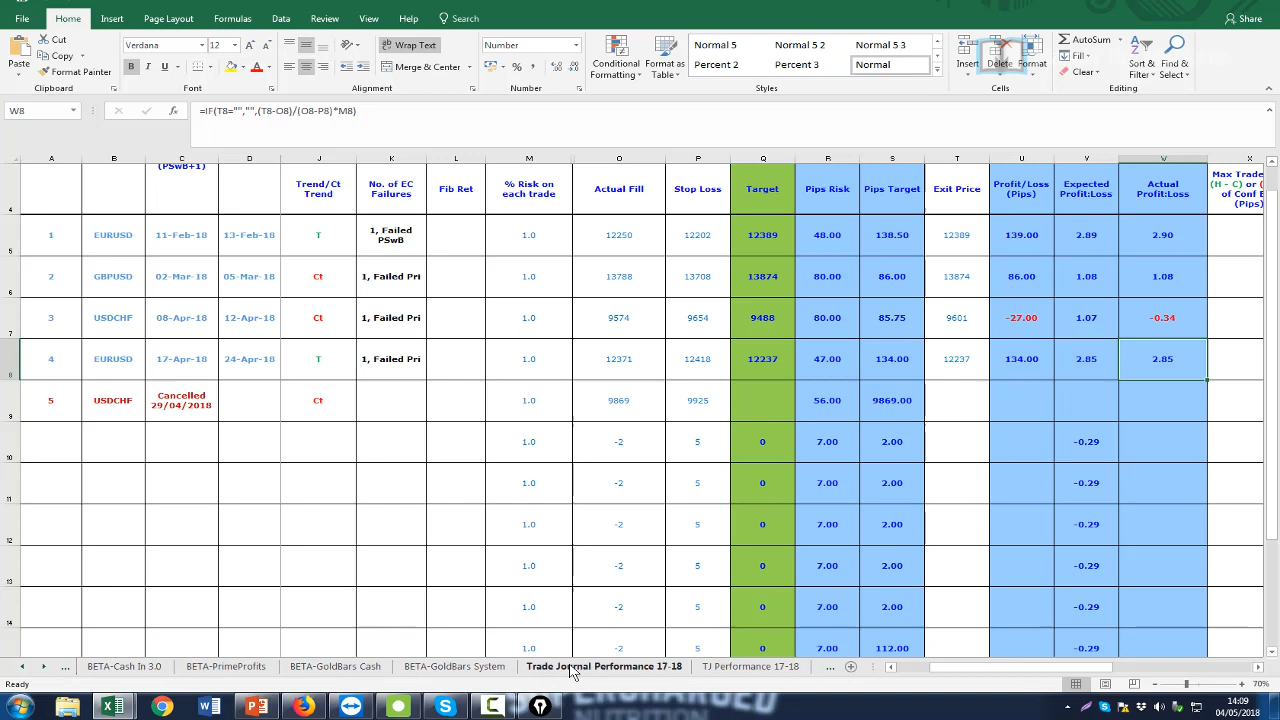 File Home Insert Page Layout Formulas Data Review View Help Search Share
Cut
Copy
Paste Format Painter
Verdana 12
Wrap Text
Merge & Center
Number
Conditional Formatting Format as Table
Normal 5 Normal 5 2 Normal 5 3
Percent 2 Percent 3 Normal
Insert Delete Format
AutoSum
Fill
Clear
Sort & Filter Find & Select
Clipboard Font Alignment Number Styles Cells Editing
W8 =IF(T8="","",(T8-O8)/(O8-P8)*M8)
A B C D J K L M O P Q R S T U V W X
(PSwB+1)
Trend/Ct Trend No. of EC Failures Fib Ret % Risk on each trade Actual Fill Stop Loss Target Pips Risk Pips Target Exit Price Profit/Loss (Pips) Expected Profit:Loss Actual Profit:Loss Max Trade (H - C) or of Conf (Pips)
4
1 EURUSD 11-Feb-18 13-Feb-18 T 1, Failed PSwB 1.0 12250 12202 12389 48.00 138.50 12389 139.00 2.89 2.90
5
2 GBPUSD 02-Mar-18 05-Mar-18 Ct 1, Failed Pri 1.0 13788 13708 13874 80.00 86.00 13874 86.00 1.08 1.08
6
3 USDCHF 08-Apr-18 12-Apr-18 Ct 1, Failed Pri 1.0 9574 9654 9488 80.00 85.75 9601 -27.00 1.07 -0.34
7
4 EURUSD 17-Apr-18 24-Apr-18 T 1, Failed Pri 1.0 12371 12418 12237 47.00 134.00 12237 134.00 2.85 2.85
8
5 USDCHF Cancelled 29/04/2018 Ct 1.0 9869 9925 56.00 9869.00
9
1.0 -2 5 0 7.00 2.00 -0.29
10
1.0 -2 5 0 7.00 2.00 -0.29
11
1.0 -2 5 0 7.00 2.00 -0.29
12
1.0 -2 5 0 7.00 2.00 -0.29
13
1.0 -2 5 0 7.00 2.00 -0.29
14
1.0 -2 5 0 7.00 112.00 -0.29
... BETA-Cash In 3.0 BETA-PrimeProfits BETA-GoldBars Cash BETA-GoldBars System Trade Journal Performance 17-18 TJ Performance 17-18 ...
Ready 70%
14:09
04/05/2018